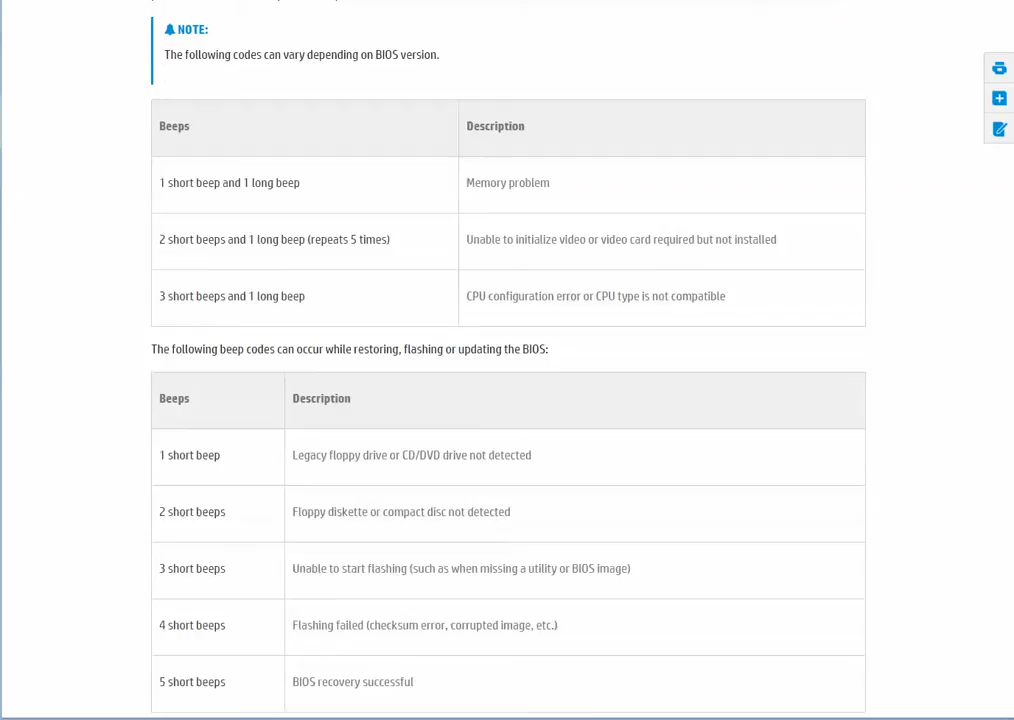 NOTE:
The following codes can vary depending on BIOS version.
Beeps Description
1 short beep and 1 long beep Memory problem
2 short beeps and 1 long beep (repeats 5 times) Unable to initialize video or video card required but not installed
3 short beeps and 1 long beep CPU configuration error or CPU type is not compatible
The following beep codes can occur while restoring, flashing or updating the BIOS:
Beeps Description
1 short beep Legacy floppy drive or CD/DVD drive not detected
2 short beeps Floppy diskette or compact disc not detected
3 short beeps Unable to start flashing (such as when missing a utility or BIOS image)
4 short beeps Flashing failed (checksum error, corrupted image, etc.)
5 short beeps BIOS recovery successful